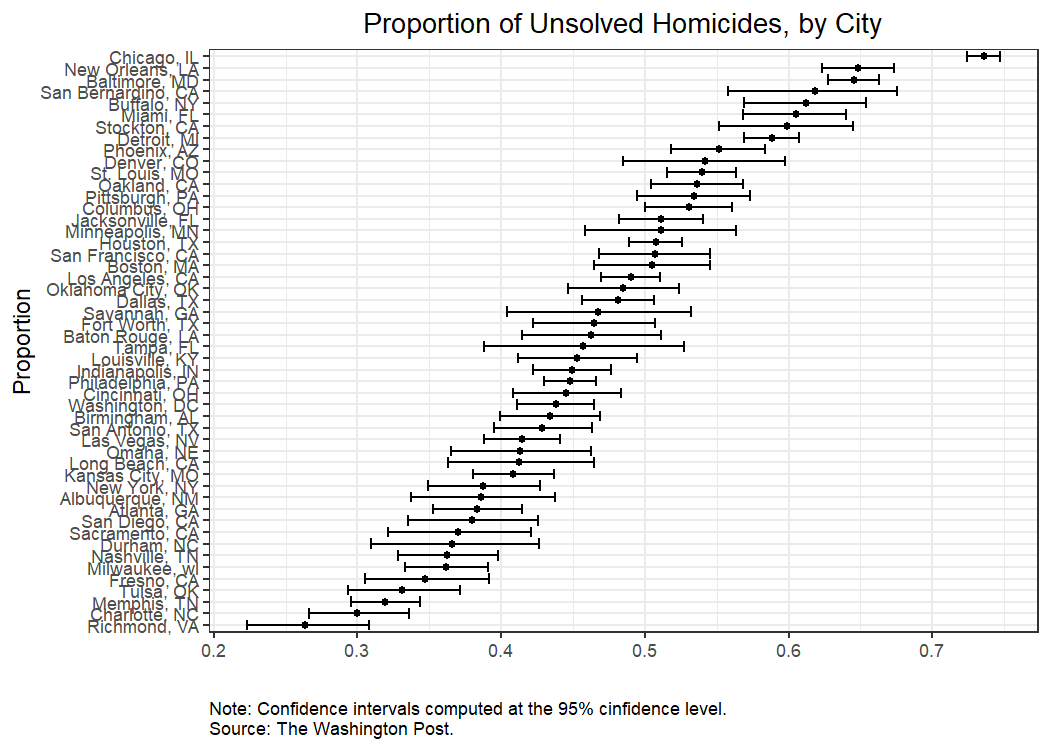 Proportion of Unsolved Homicides, by City
Chicago, IL
New Orleans, LA
Baltimore, MD
San Bernardino, CA
Buffalo, NY
Miami, FL
Stockton, CA
Detroit, MI
Phoenix, AZ
Denver, CO
St. Louis, MO
Oakland, CA
Pittsburgh, PA
Columbus, OH
Jacksonville, FL
Minneapolis, MN
Houston, TX
San Francisco, CA
Boston, MA
Los Angeles, CA
Oklahoma City, OK
Dallas, TX
Savannah, GA
Fort Worth, TX
Baton Rouge, LA
Tampa, FL
Louisville, KY
Indianapolis, IN
Philadelphia, PA
Cincinnati, OH
Washington, DC
Birmingham, AL
San Antonio, TX
Las Vegas, NV
Omaha, NE
Long Beach, CA
Kansas City, MO
New York, NY
Albuquerque, NM
Atlanta, GA
San Diego, CA
Sacramento, CA
Durham, NC
Nashville, TN
Milwaukee, wI
Fresno, CA
Tulsa, OK
Memphis, TN
Charlotte, NC
Richmond, VA
Proportion
0.2 0.3 0.4 0.5 0.6 0.7
Note: Confidence intervals computed at the 95% cinfidence level.
Source: The Washington Post.